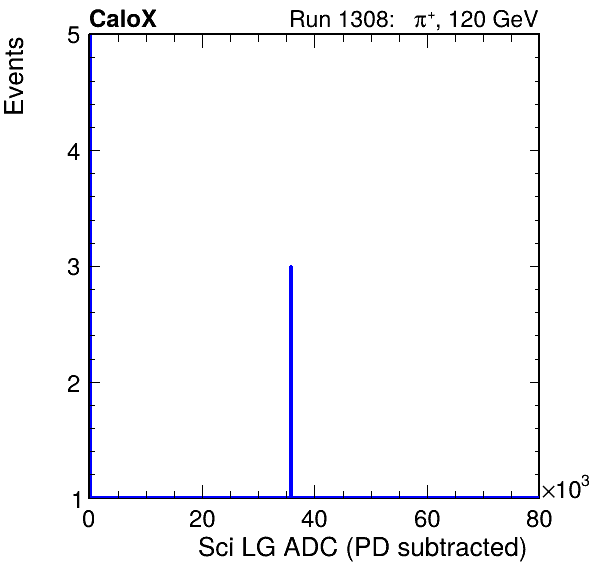 CaloX Run 1308: π⁺, 120 GeV
Events
5
4
3
2
1
0 20 40 60 80
×10³
Sci LG ADC (PD subtracted)